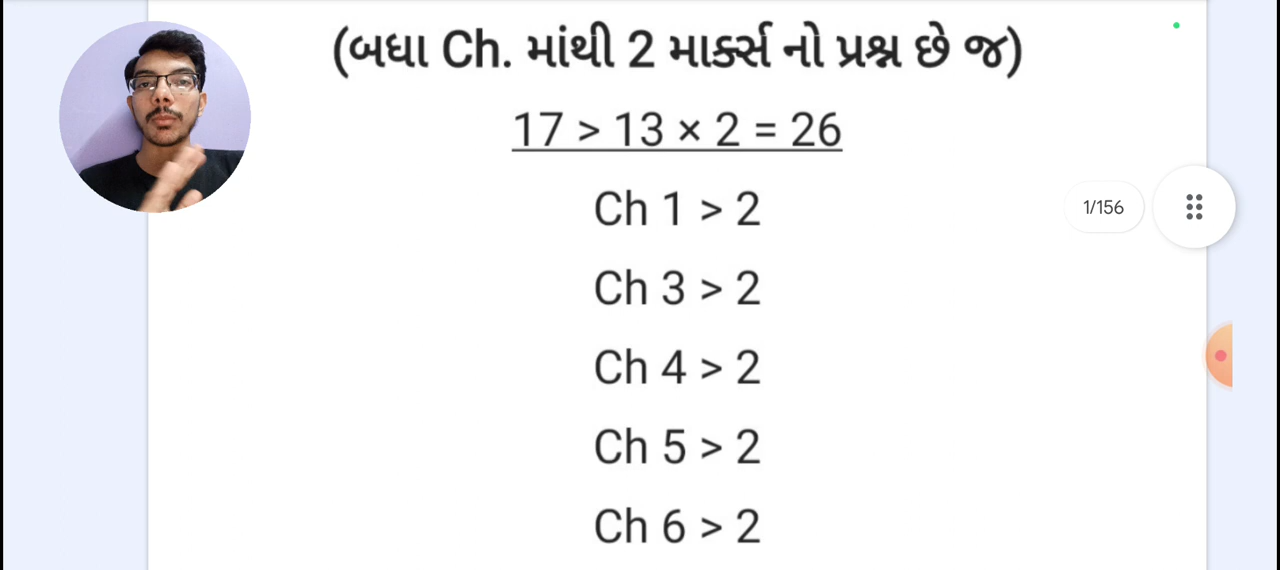 (બધા Ch. માંથી 2 માર્ક્સ નો પ્રશ્ન છે જ)
17 > 13 × 2 = 26
Ch 1 > 2
1/156
Ch 3 > 2
Ch 4 > 2
Ch 5 > 2
Ch 6 > 2